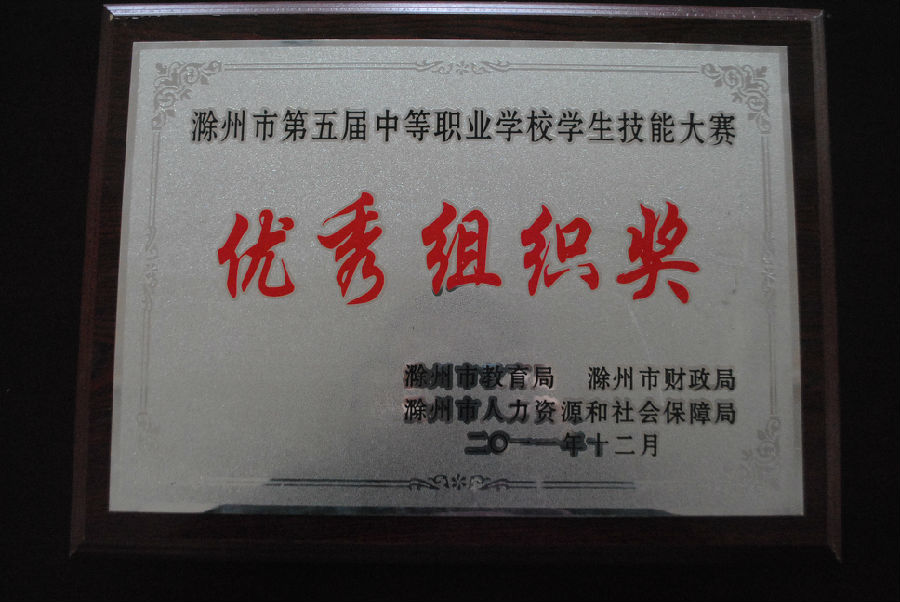 滁州市第五届中等职业学校学生技能大赛
优秀组织奖
滁州市教育局 滁州市财政局
滁州市人力资源和社会保障局
二〇一一年十二月